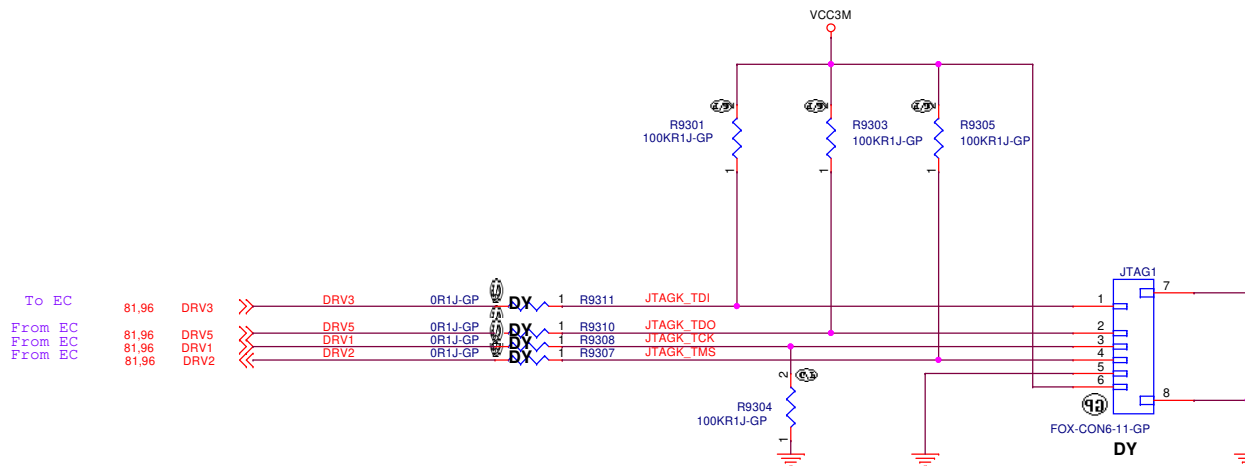 VCC3M
R9301
100KR1J-GP
1
R9303
100KR1J-GP
1
R9305
100KR1J-GP
1
JTAG1
To EC
81,96
DRV3
DRV3
0R1J-GP
DY
1
R9311
JTAGK_TDI
1
7
From EC
81,96
DRV5
DRV5
0R1J-GP
DY
1
R9310
JTAGK_TDO
2
From EC
81,96
DRV1
DRV1
0R1J-GP
DY
1
R9308
JTAGK_TCK
3
From EC
81,96
DRV2
DRV2
0R1J-GP
DY
1
R9307
JTAGK_TMS
4
5
6
8
2
R9304
100KR1J-GP
1
GP
FOX-CON6-11-GP
DY